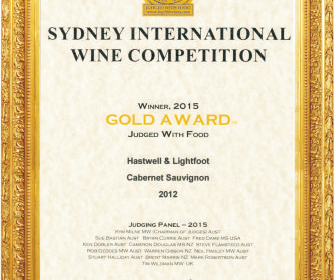 JUDGED WITH FOOD
SYDNEY INTERNATIONAL
WINE COMPETITION
WINNER, 2015
GOLD AWARD
JUDGED WITH FOOD
Hastwell & Lightfoot
Cabernet Sauvignon
2012
JUDGING PANEL – 2015
KYM MILNE MW (CHAIRMAN OF JUDGES) AUST
SUE BASTIAN AUST BRYAN CURRIE AUST FRED DAME MS USA
KEN DOBLER AUST CAMERON DOUGLAS MS NZ STEVE FLAMSTEED AUST
ROB GEDDES MW AUST WARREN GIBSON NZ NEIL HADLEY MW AUST
STUART HALLIDAY AUST BRENT MARRIS NZ MARK ROBERTSON AUST
TIM WILDMAN MW UK